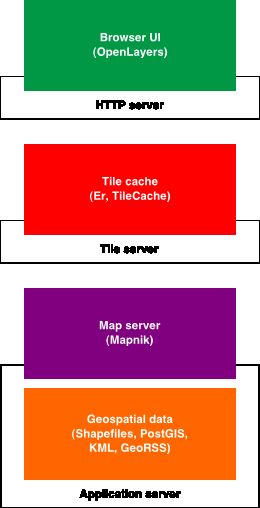 Browser UI
(OpenLayers)
HTTP server
Tile cache
(Er, TileCache)
Tile server
Map server
(Mapnik)
Geospatial data
(Shapefiles, PostGIS,
KML, GeoRSS)
Application server